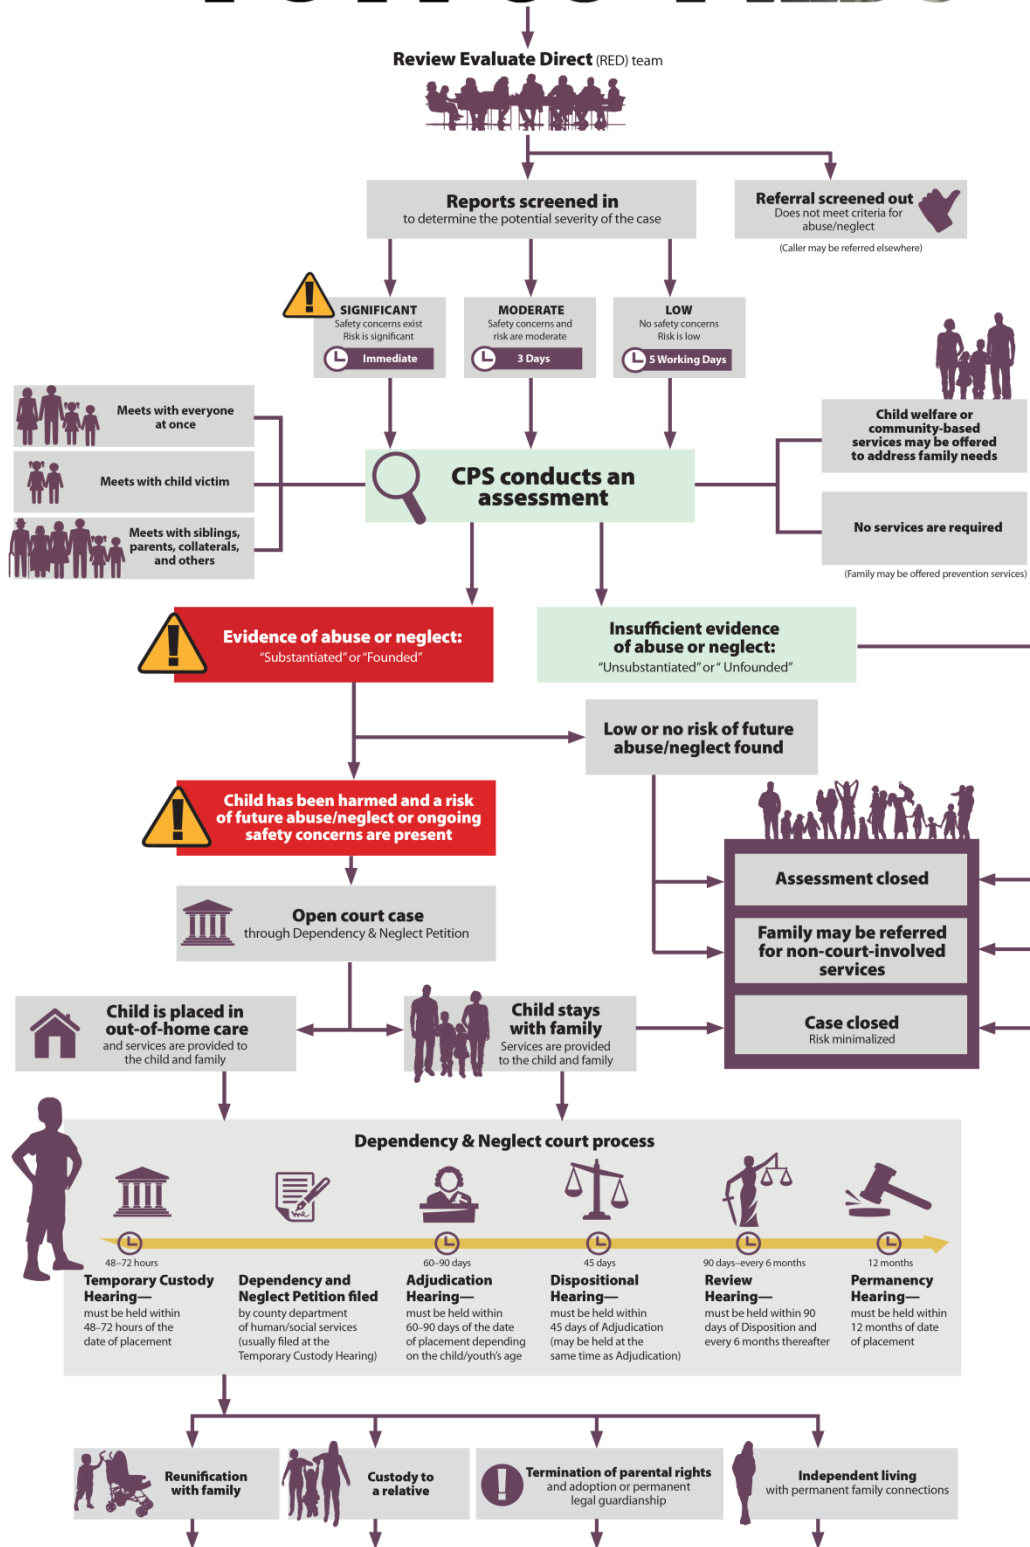 Review Evaluate Direct (RED) team
Reports screened in
to determine the potential severity of the case
Referral screened out
Does not meet criteria for
abuse/neglect
(Caller may be referred elsewhere)
SIGNIFICANT
Safety concerns exist
Risk is significant
Immediate
MODERATE
Safety concerns and
risk are moderate
3 Days
LOW
No safety concerns
Risk is low
5 Working Days
Meets with everyone
at once
Meets with child victim
Meets with siblings,
parents, collaterals,
and others
CPS conducts an
assessment
Child welfare or
community-based
services may be offered
to address family needs
No services are required
(Family may be offered prevention services)
Evidence of abuse or neglect:
“Substantiated” or “Founded”
Insufficient evidence
of abuse or neglect:
“Unsubstantiated” or “ Unfounded”
Low or no risk of future
abuse/neglect found
Child has been harmed and a risk
of future abuse/neglect or ongoing
safety concerns are present
Assessment closed
Family may be referred
for non-court-involved
services
Case closed
Risk minimalized
Open court case
through Dependency & Neglect Petition
Child is placed in
out-of-home care
and services are provided to
the child and family
Child stays
with family
Services are provided
to the child and family
Dependency & Neglect court process
48–72 hours
Temporary Custody
Hearing—
must be held within
48–72 hours of the
date of placement
Dependency and
Neglect Petition filed
by county department
of human/social services
(usually filed at the
Temporary Custody Hearing)
60–90 days
Adjudication
Hearing—
must be held within
60–90 days of the date
of placement depending
on the child/youth’s age
45 days
Dispositional
Hearing—
must be held within
45 days of Adjudication
(may be held at the
same time as Adjudication)
90 days–every 6 months
Review
Hearing—
must be held within 90
days of Disposition and
every 6 months thereafter
12 months
Permanency
Hearing—
must be held within
12 months of date
of placement
Reunification
with family
Custody to
a relative
Termination of parental rights
and adoption or permanent
legal guardianship
Independent living
with permanent family connections